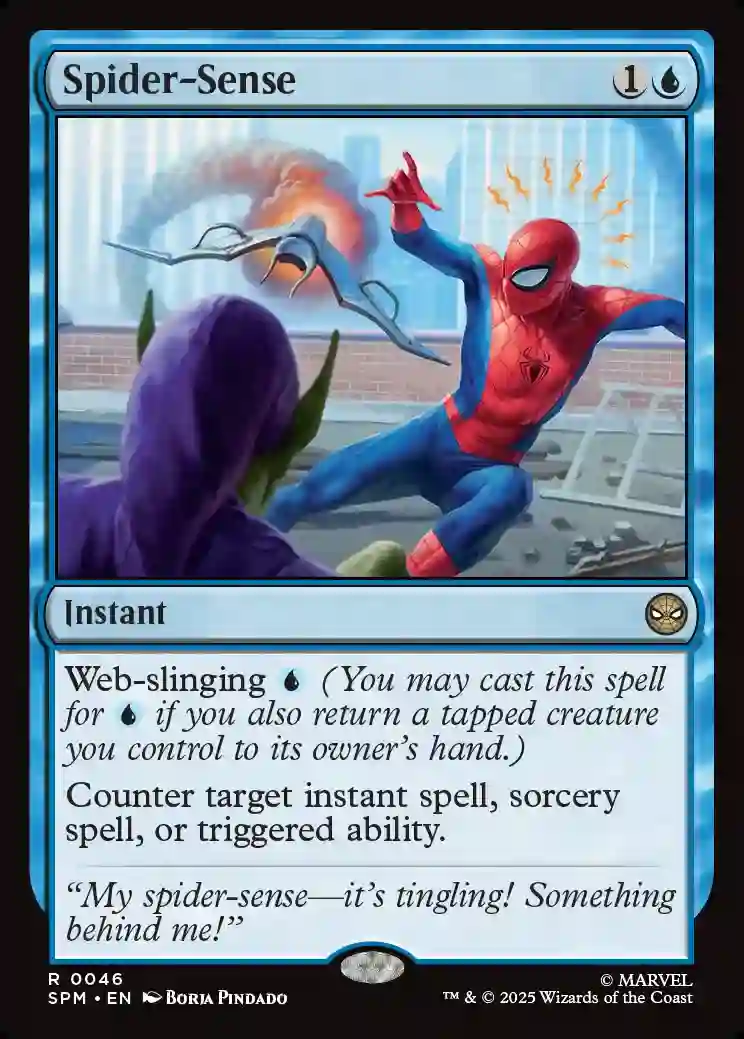 Spider-Sense 1
Instant
Web-slinging (You may cast this spell
for if you also return a tapped creature
you control to its owner's hand.)
Counter target instant spell, sorcery
spell, or triggered ability.
“My spider-sense—it's tingling! Something
behind me!”
R 0046
SPM • EN Borja Pindado
© MARVEL
™ & © 2025 Wizards of the Coast